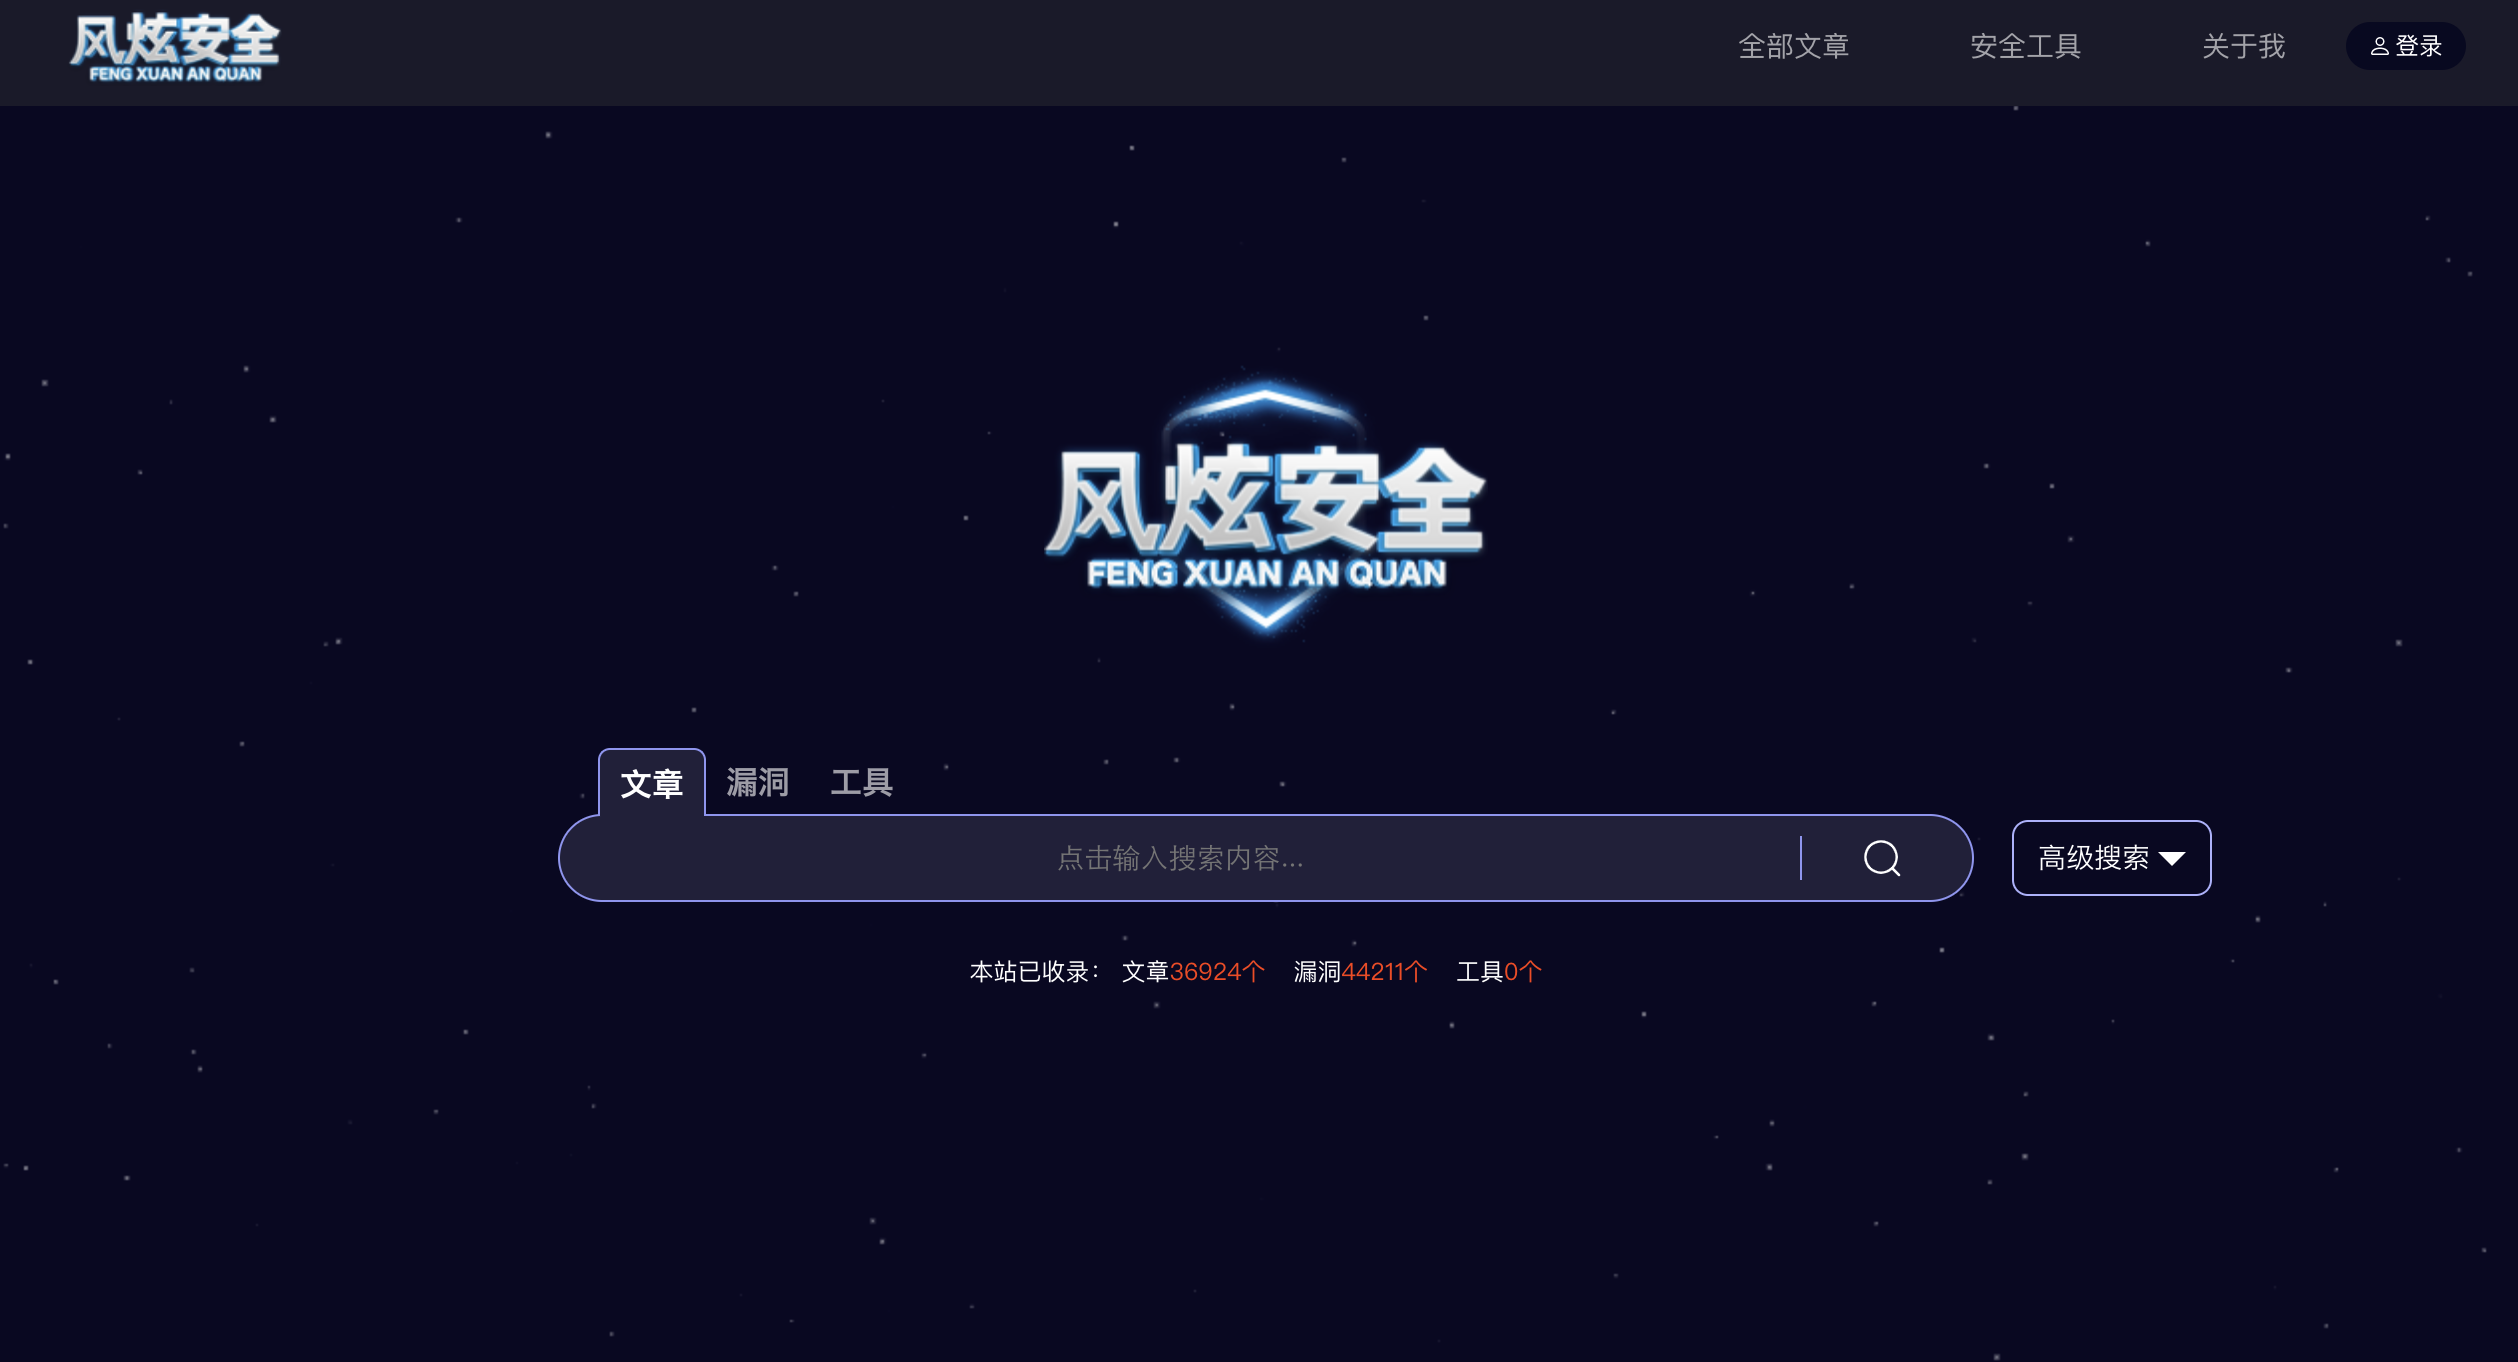 风炫安全
FENG XUAN AN QUAN
全部文章 安全工具 关于我 登录
风炫安全
FENG XUAN AN QUAN
文章 漏洞 工具
点击输入搜索内容...
高级搜索
本站已收录： 文章36924个 漏洞44211个 工具0个